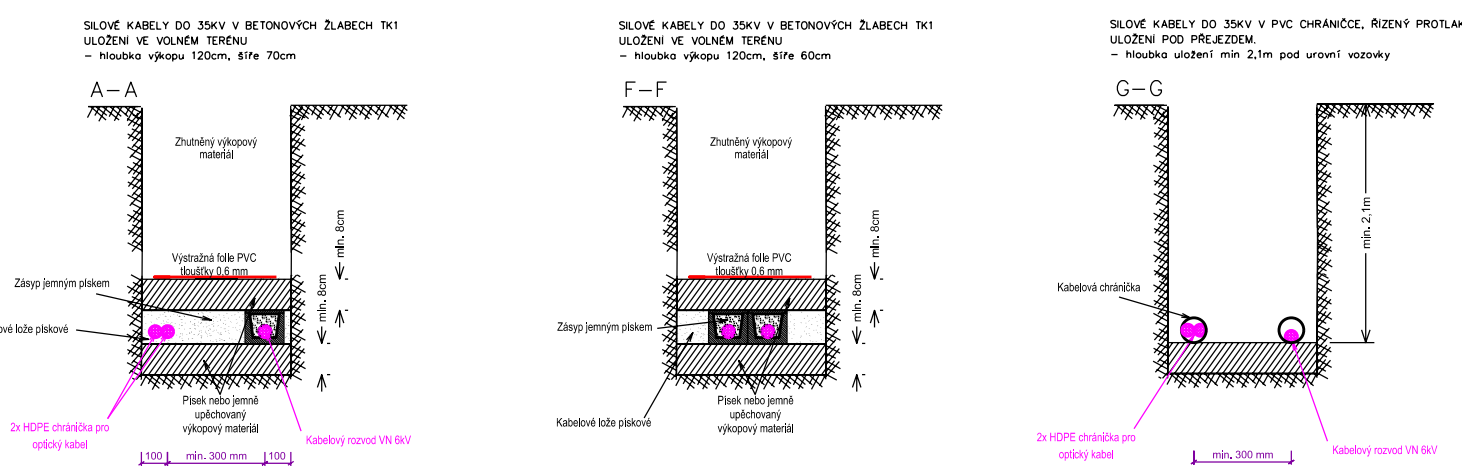 SILOVÉ KABELY DO 35KV V BETONOVÝCH ŽLABECH TK1
ULOŽENÍ VE VOLNÉM TERÉNU
– hloubka výkopu 120cm, šíře 70cm
A–A
Zhutněný výkopový
materiál
min. 8cm
Výstražná folie PVC
tloušťky 0,6 mm
min. 8cm
Zásyp jemným pískem
ové lože pískové
Písek nebo jemně
upěchovaný
výkopový materiál
2x HDPE chránička pro
optický kabel
Kabelový rozvod VN 6kV
100
min. 300 mm
100
SILOVÉ KABELY DO 35KV V BETONOVÝCH ŽLABECH TK1
ULOŽENÍ VE VOLNÉM TERÉNU
– hloubka výkopu 120cm, šíře 60cm
F–F
Zhutněný výkopový
materiál
min. 8cm
Výstražná folie PVC
tloušťky 0,6 mm
min. 8cm
Zásyp jemným pískem
Kabelové lože pískové
Písek nebo jemně
upěchovaný
výkopový materiál
SILOVÉ KABELY DO 35KV V PVC CHRÁNIČCE, ŘÍZENÝ PROTLAK
ULOŽENÍ POD PŘEJEZDEM.
– hloubka uložení min 2,1m pod urovní vozovky
G–G
min. 2,1m
Kabelová chránička
2x HDPE chránička pro
optický kabel
Kabelový rozvod VN 6kV
min. 300 mm